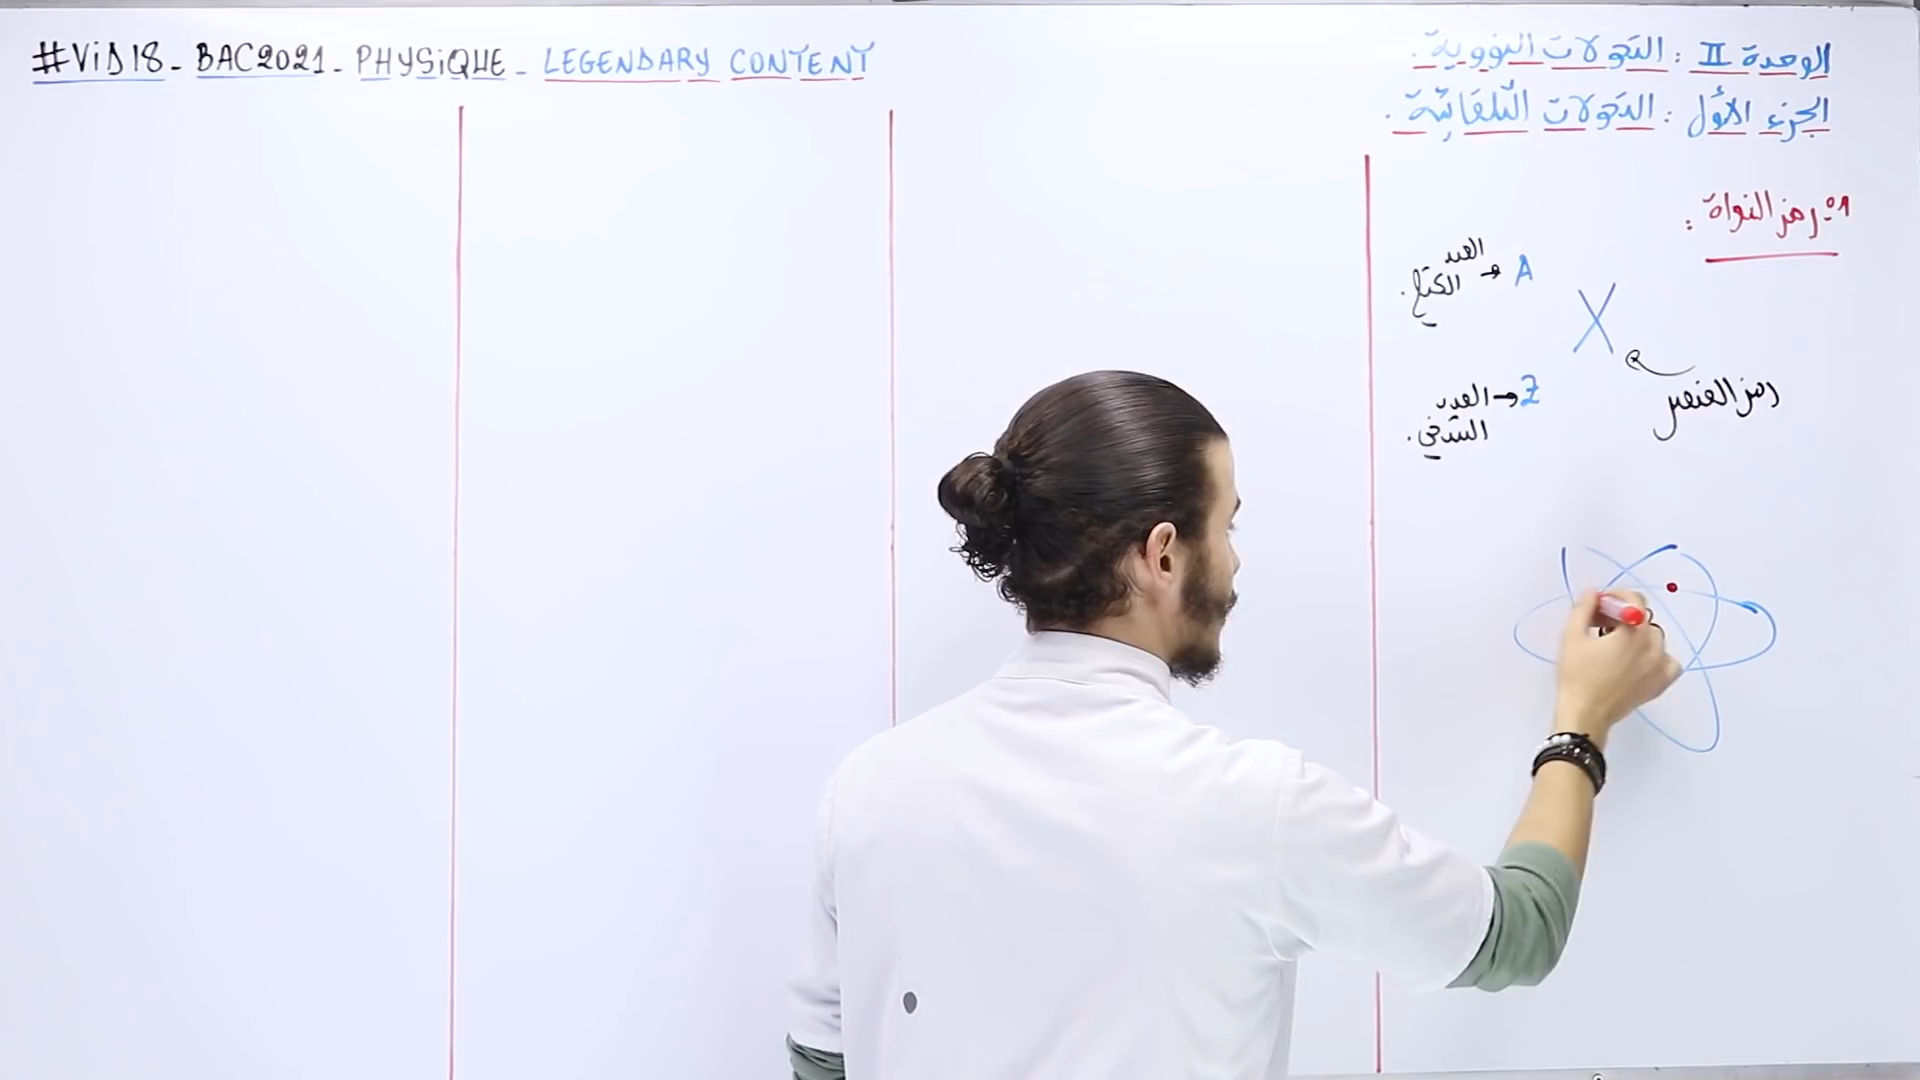 #ViD18 - BAC2021 - PHYSiQUE - LEGENDARY CONTENT
الوحدة II : التحولات النووية.
الجزء الأول : التحولات التلقائية.
01- رمز النواة :
العدد الكتلي. → A
X
رمز العنصر
Z → العدد الشحني.